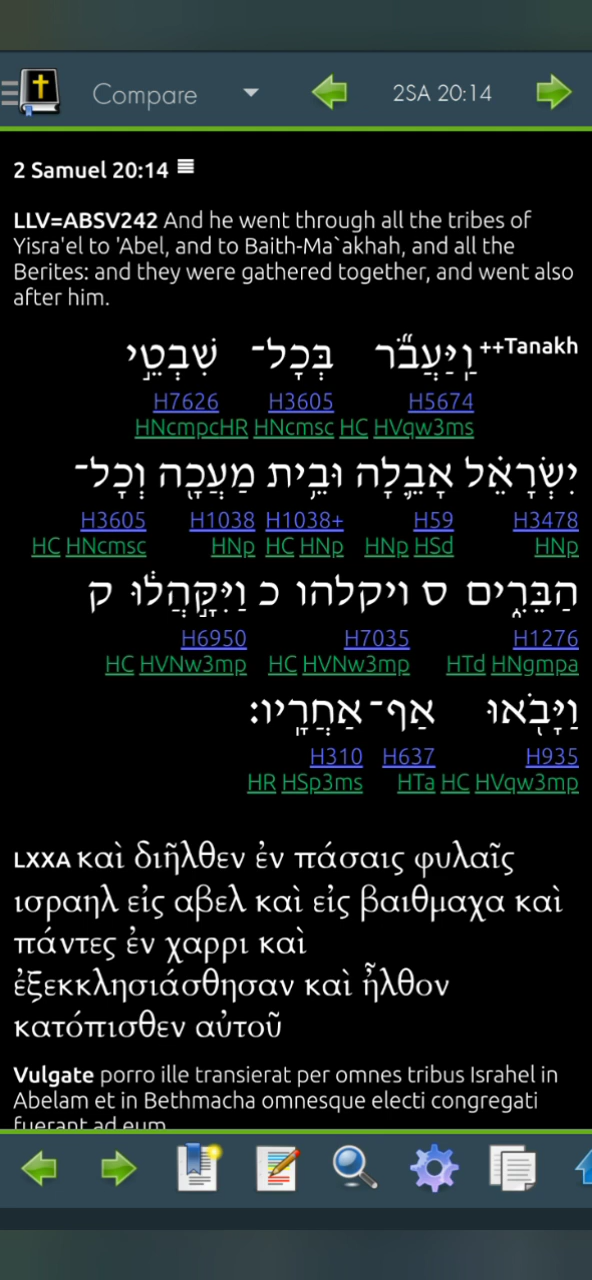 Compare
2SA 20:14
2 Samuel 20:14
LLV=ABSV242 And he went through all the tribes of
Yisra'el to 'Abel, and to Baith-Ma`akhah, and all the
Berites: and they were gathered together, and went also
after him.
++Tanakh וַֽיַּעֲבֹ֞ר בְּכָל־ שִׁבְטֵ֣י
H7626 H3605 H5674
HNcmpcHR HNcmsc HC HVqw3ms
יִשְׂרָאֵ֗ל אָבֵ֛לָה וּבֵ֥ית מַעֲכָ֖ה וְכָל־
H3605 H1038 H1038+ H59 H3478
HC HNcmsc HNp HC HNp HNp HSd HNp
הַבֵּרִ֑ים ס ויקלהו כ וַיִּקָּ֣הֲל֔וּ ק
H6950 H7035 H1276
HC HVNw3mp HC HVNw3mp HTd HNgmpa
וַיָּבֹ֖אוּ אַף־ אַחֲרָֽיו׃
H310 H637 H935
HR HSp3ms HTa HC HVqw3mp
LXXA καὶ διῆλθεν ἐν πάσαις φυλαῖς
ισραηλ εἰς αβελ καὶ εἰς βαιθμαχα καὶ
πάντες ἐν χαρρι καὶ
ἐξεκκλησιάσθησαν καὶ ἦλθον
κατόπισθεν αὐτοῦ
Vulgate porro ille transierat per omnes tribus Israhel in
Abelam et in Bethmacha omnesque electi congregati
fuerant ad eum